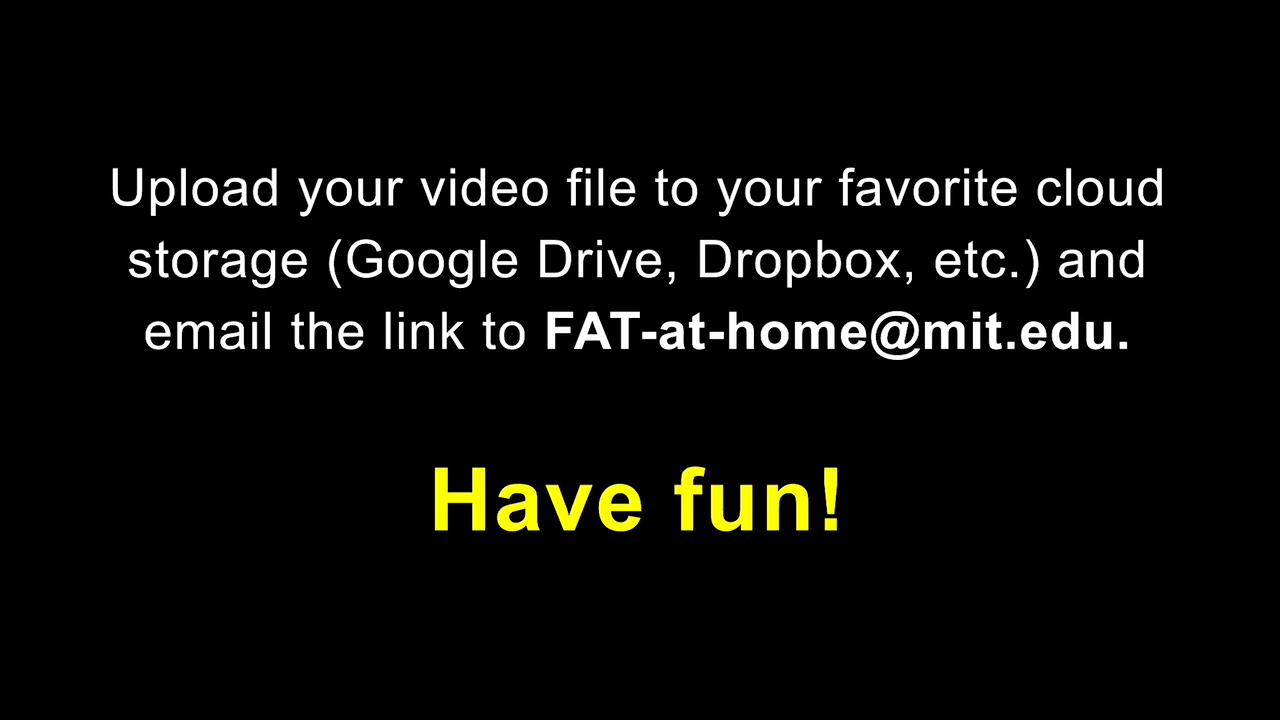 Upload your video file to your favorite cloud
storage (Google Drive, Dropbox, etc.) and
email the link to FAT-at-home@mit.edu.
Have fun!